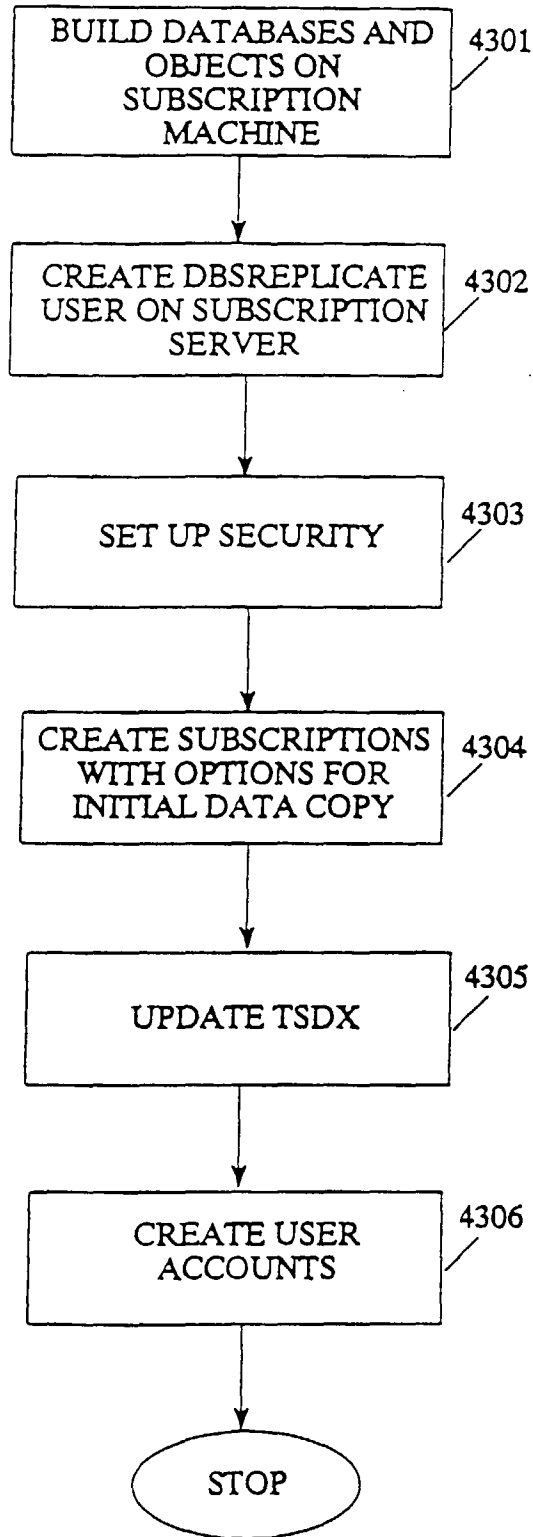 BUILD DATABASES AND
OBJECTS ON
SUBSCRIPTION
MACHINE
4301
CREATE DBSREPLICATE
USER ON SUBSCRIPTION
SERVER
4302
SET UP SECURITY
4303
CREATE SUBSCRIPTIONS
WITH OPTIONS FOR
INITIAL DATA COPY
4304
UPDATE TSDX
4305
CREATE USER
ACCOUNTS
4306
STOP